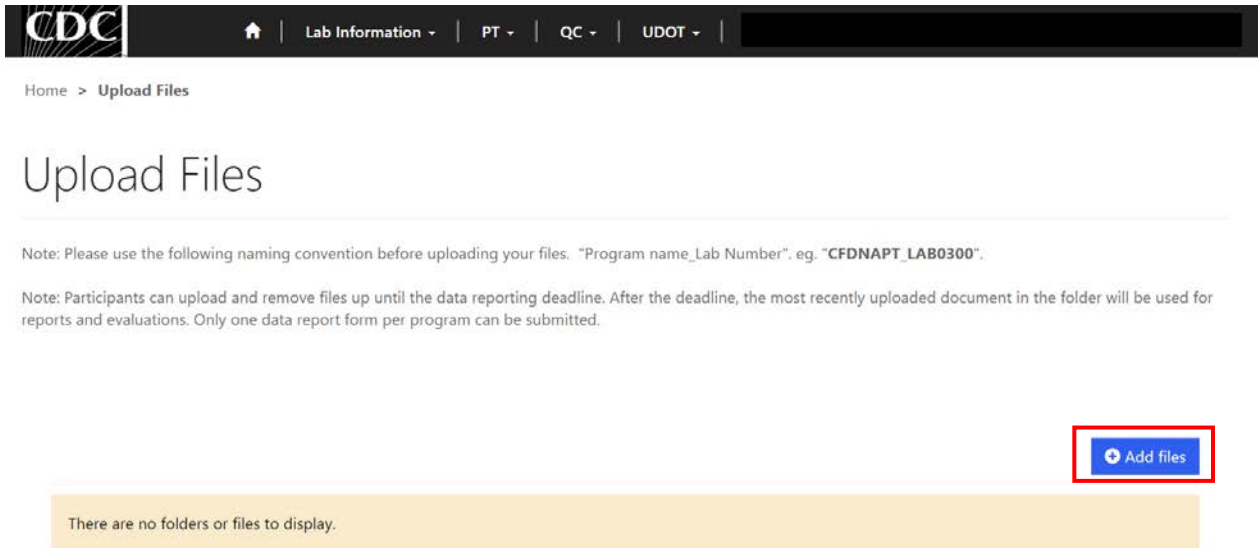 CDC
Lab Information
PT
QC
UDOT
Home > Upload Files
Upload Files
Note: Please use the following naming convention before uploading your files. "Program name_Lab Number". eg. "CFDNAPT_LAB0300".
Note: Participants can upload and remove files up until the data reporting deadline. After the deadline, the most recently uploaded document in the folder will be used for
reports and evaluations. Only one data report form per program can be submitted.
Add files
There are no folders or files to display.